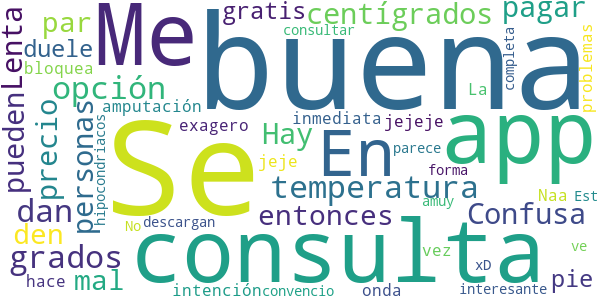 Me
buena
par
gratis
centígrados
pagar
consultar
Lenta
duele
bloquea
opción
completa
problemas
amputación
La
pueden
precio
personas
hipocondriacos
Se
exagero
Hay
inmediata
jejeje
app
En
jeje
parece
forma
temperatura
dan
den
No
descargan
entonces
amuy
Naa
Est
Confusa
consulta
grados
mal
vez
xD
ve
hace
intención
convencio
onda
interesante
pie